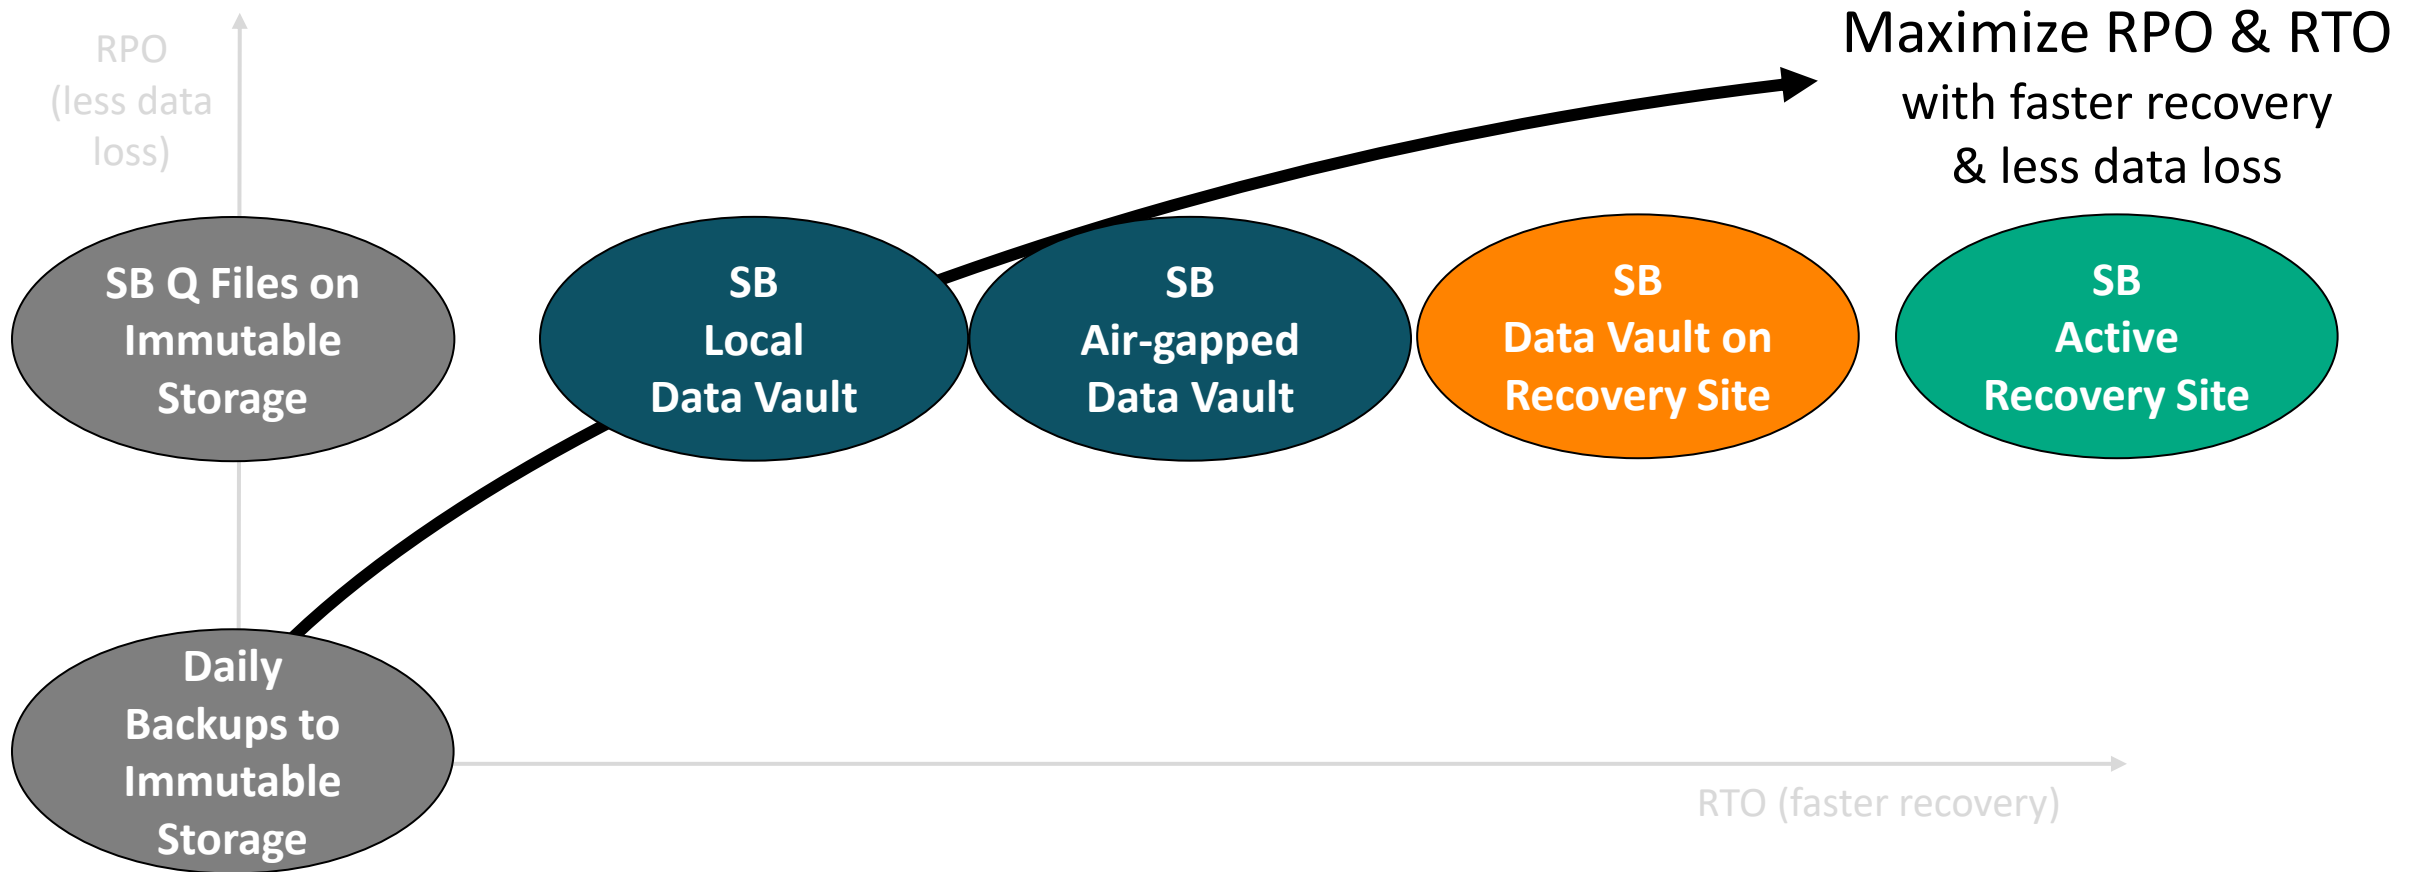 RPO
(less data
loss)
Maximize RPO & RTO
with faster recovery
& less data loss
SB Q Files on
Immutable
Storage
SB
Local
Data Vault
SB
Air-gapped
Data Vault
SB
Data Vault on
Recovery Site
SB
Active
Recovery Site
Daily
Backups to
Immutable
Storage
RTO (faster recovery)